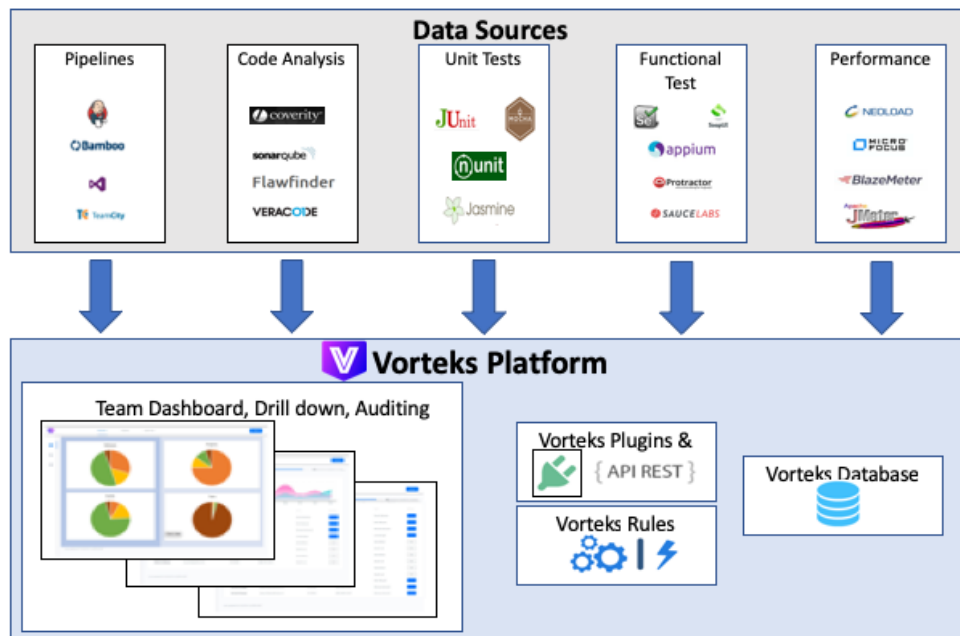 Data Sources
Pipelines
Bamboo
TeamCity
Code Analysis
coverity
sonarqube
Flawfinder
VERACODE
Unit Tests
JUnit
MOCHA
nunit
Jasmine
Functional
Test
Se
SoapUI
appium
Protractor
SAUCELABS
Performance
NEOLOAD
MICRO
FOCUS
BlazeMeter
Apache
JMeter
V Vorteks Platform
Team Dashboard, Drill down, Auditing
Vorteks Plugins &
{ API REST }
Vorteks Rules
Vorteks Database